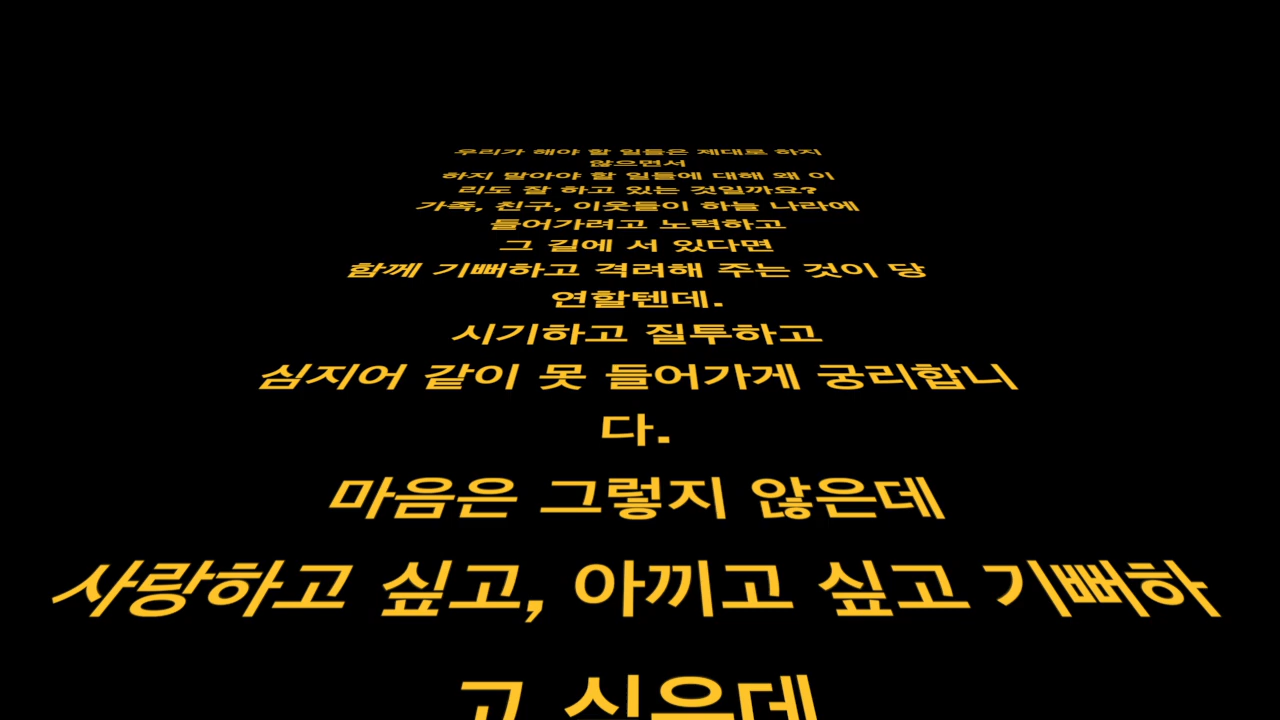 우리가 해야 할 일들은 제대로 하지
않으면서
하지 말아야 할 일들에 대해 왜 이
리도 잘 하고 있는 것일까요?
가족, 친구, 이웃들이 하늘 나라에
들어가려고 노력하고
그 길에 서 있다면
함께 기뻐하고 격려해 주는 것이 당
연할텐데.
시기하고 질투하고
심지어 같이 못 들어가게 궁리합니
다.
마음은 그렇지 않은데
사랑하고 싶고, 아끼고 싶고 기뻐하
고 싶은데